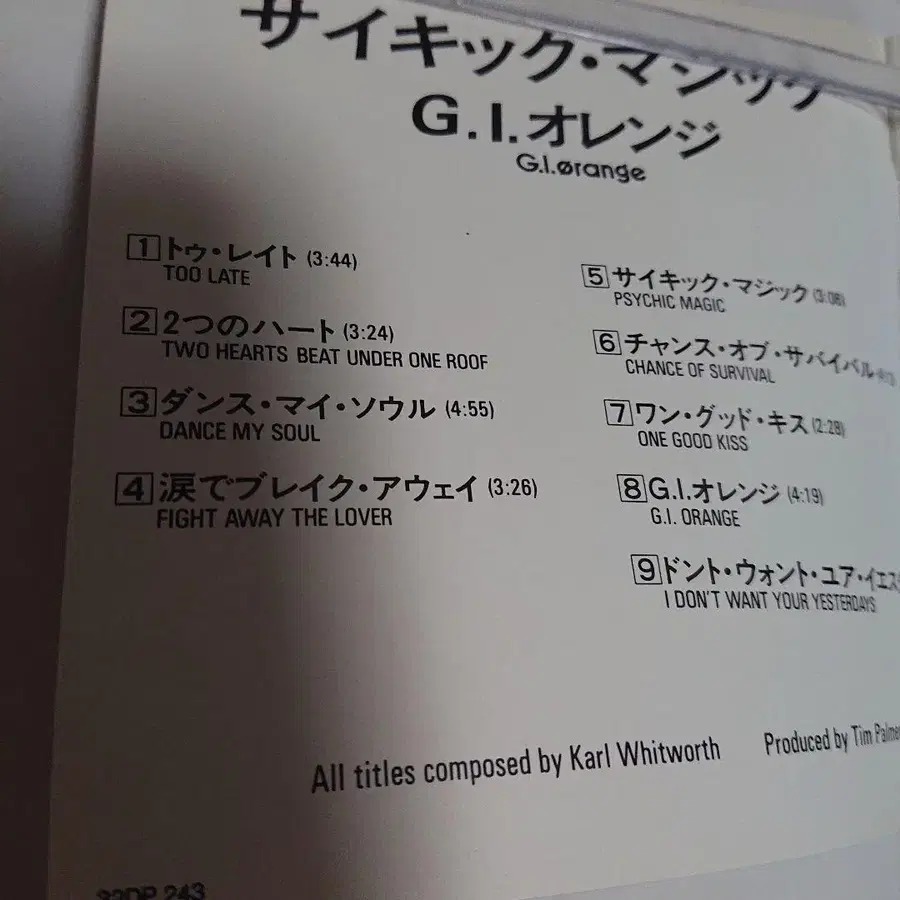 サイキック・マジック
G.I.オレンジ
G.I.ørange
1 トゥ・レイト (3:44)
TOO LATE
2 2つのハート (3:24)
TWO HEARTS BEAT UNDER ONE ROOF
3 ダンス・マイ・ソウル (4:55)
DANCE MY SOUL
4 涙でブレイク・アウェイ (3:26)
FIGHT AWAY THE LOVER
5 サイキック・マジック (3:08)
PSYCHIC MAGIC
6 チャンス・オブ・サバイバル
CHANCE OF SURVIVAL
7 ワン・グッド・キス (2:28)
ONE GOOD KISS
8 G.I.オレンジ (4:19)
G.I. ORANGE
9 ドント・ウォント・ユア・イエス
I DON'T WANT YOUR YESTERDAYS
All titles composed by Karl Whitworth
Produced by Tim Palme
32DP 243